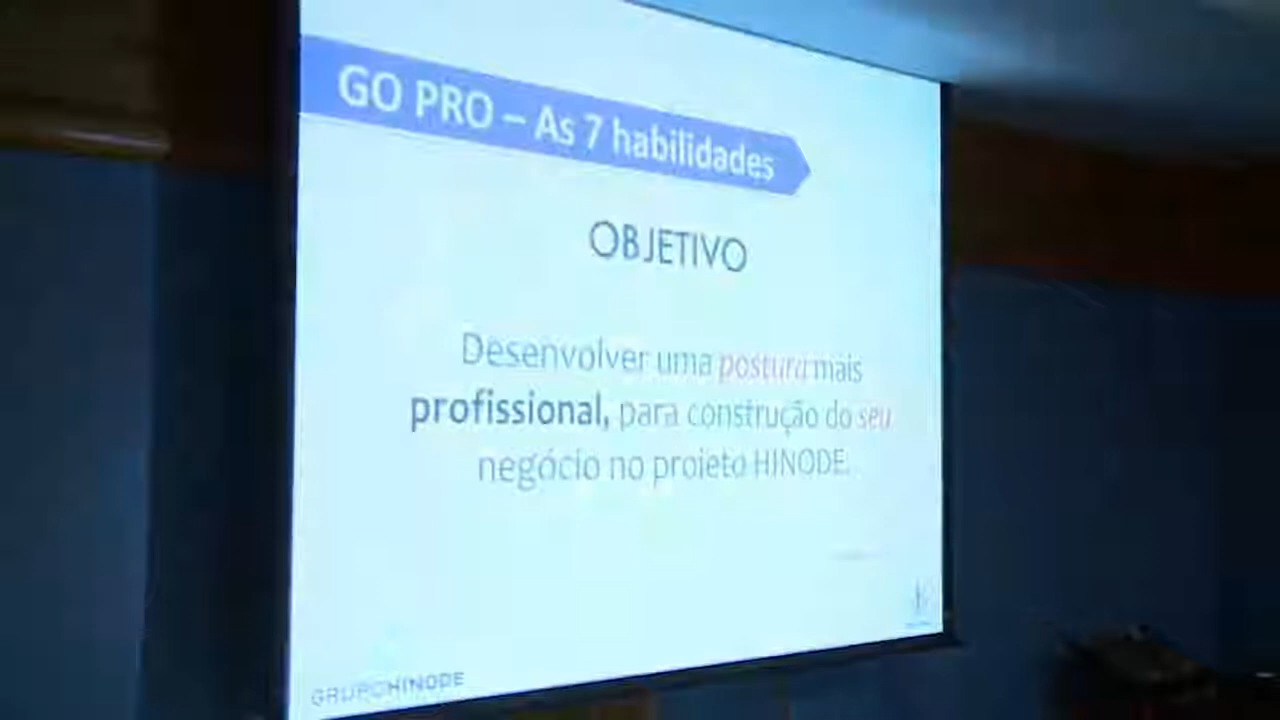 GO PRO – As 7 habilidades
OBJETIVO
Desenvolver uma postura mais
profissional, para construção do seu
negócio no projeto HINODE.
GRUPOHINODE